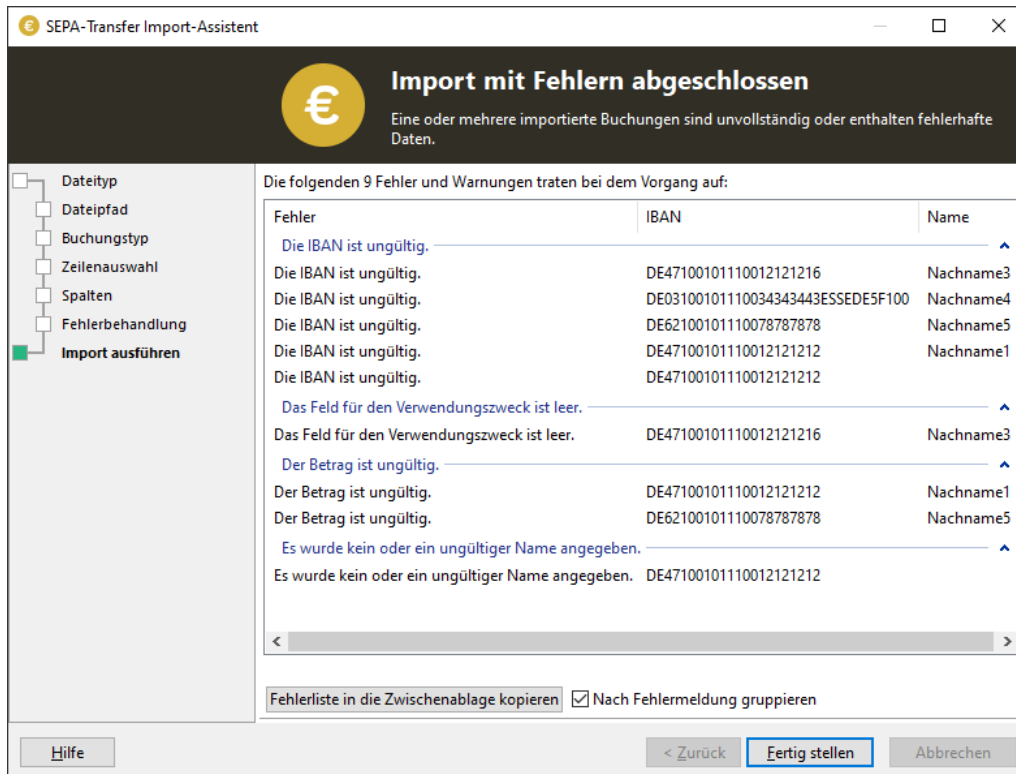 SEPA-Transfer Import-Assistent
Import mit Fehlern abgeschlossen
Eine oder mehrere importierte Buchungen sind unvollständig oder enthalten fehlerhafte
Daten.
Dateityp
Dateipfad
Buchungstyp
Zeilenauswahl
Spalten
Fehlerbehandlung
Import ausführen
Die folgenden 9 Fehler und Warnungen traten bei dem Vorgang auf:
Fehler IBAN Name
Die IBAN ist ungültig.
Die IBAN ist ungültig. DE47100101110012121216 Nachname3
Die IBAN ist ungültig. DE03100101110034343443ESSEDE5F100 Nachname4
Die IBAN ist ungültig. DE62100101110078787878 Nachname5
Die IBAN ist ungültig. DE47100101110012121212 Nachname1
Die IBAN ist ungültig. DE47100101110012121212
Das Feld für den Verwendungszweck ist leer.
Das Feld für den Verwendungszweck ist leer. DE47100101110012121216 Nachname3
Der Betrag ist ungültig.
Der Betrag ist ungültig. DE47100101110012121212 Nachname1
Der Betrag ist ungültig. DE62100101110078787878 Nachname5
Es wurde kein oder ein ungültiger Name angegeben.
Es wurde kein oder ein ungültiger Name angegeben. DE47100101110012121212
Fehlerliste in die Zwischenablage kopieren Nach Fehlermeldung gruppieren
Hilfe < Zurück Fertig stellen Abbrechen